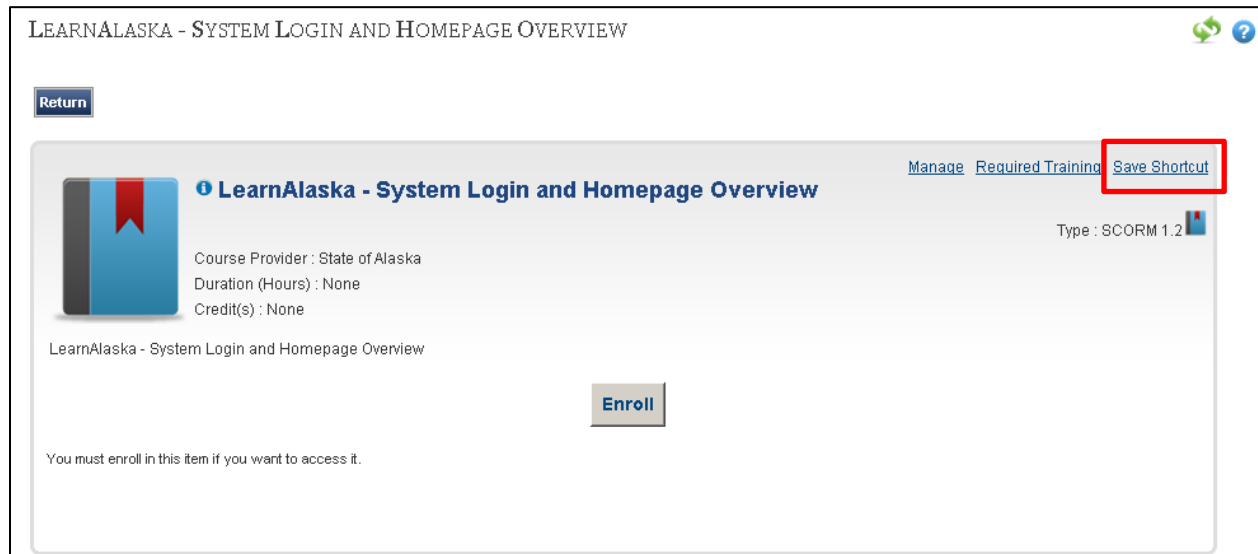 LEARNALASKA - SYSTEM LOGIN AND HOMEPAGE OVERVIEW
Return
Manage Required Training Save Shortcut
LearnAlaska - System Login and Homepage Overview
Type : SCORM 1.2
Course Provider : State of Alaska
Duration (Hours) : None
Credit(s) : None
LearnAlaska - System Login and Homepage Overview
Enroll
You must enroll in this item if you want to access it.